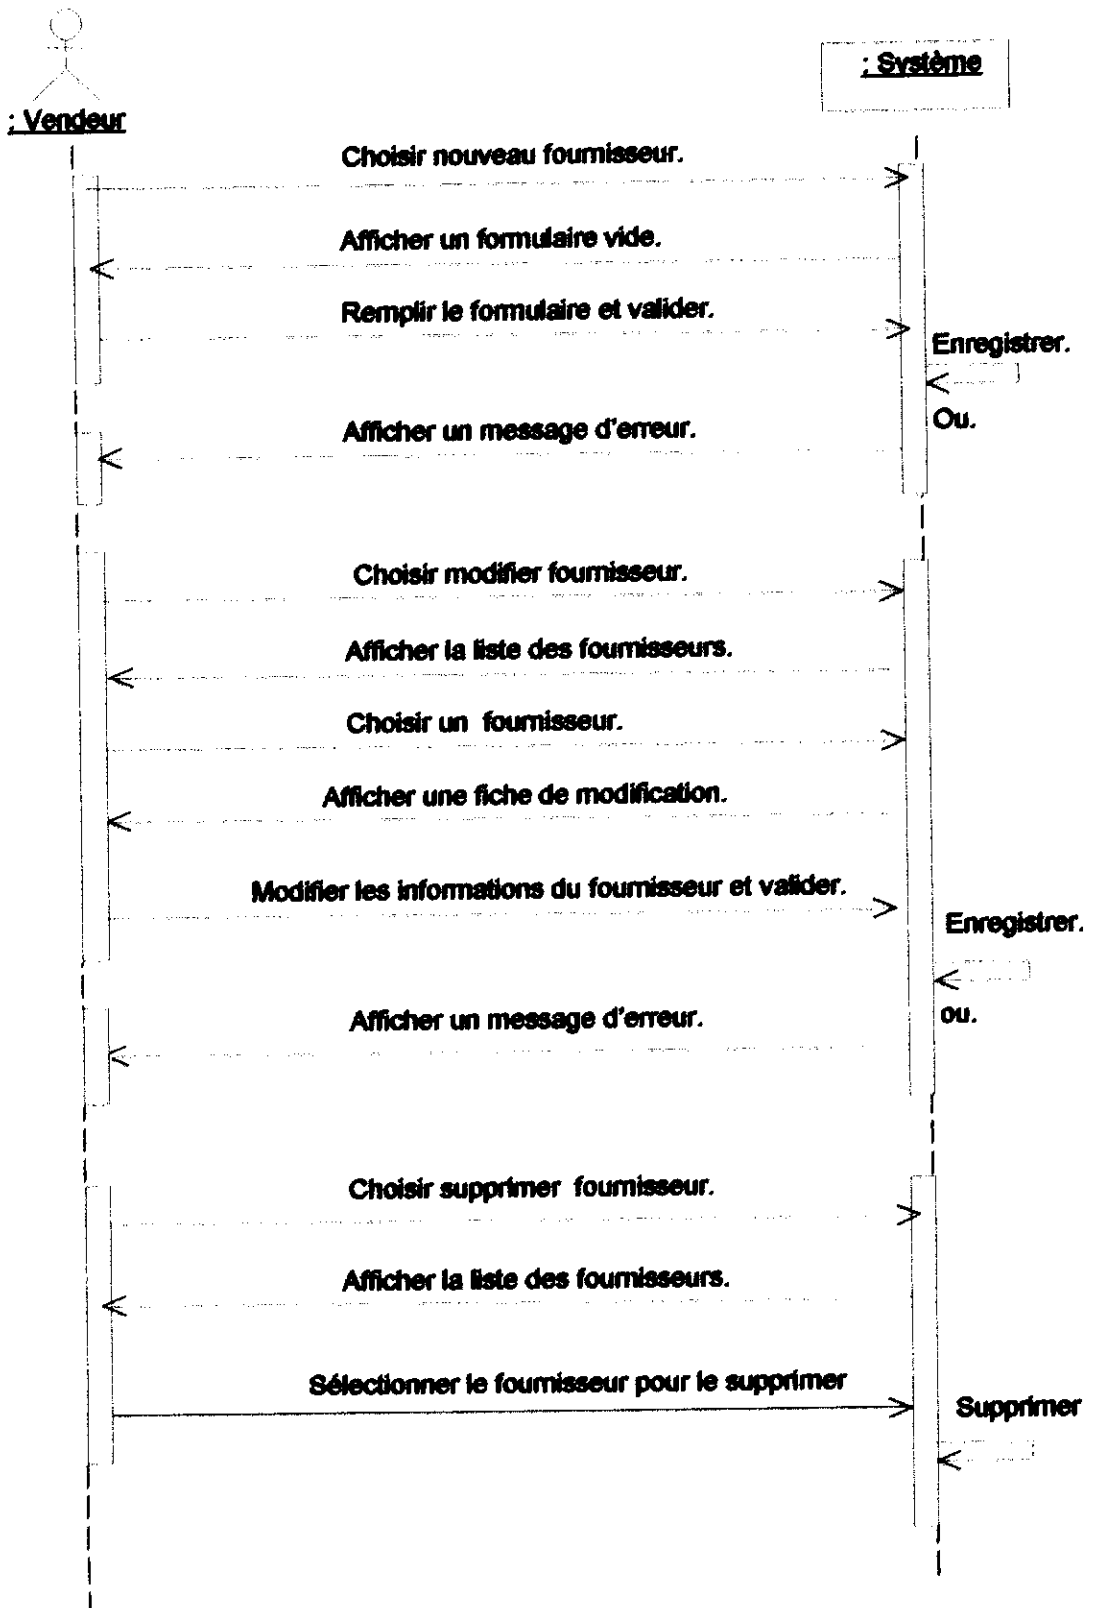 : Système
: Vendeur
Choisir nouveau fournisseur.
Afficher un formulaire vide.
Remplir le formulaire et valider.
Enregistrer.
Ou.
Afficher un message d'erreur.
Choisir modifier fournisseur.
Afficher la liste des fournisseurs.
Choisir un fournisseur.
Afficher une fiche de modification.
Modifier les informations du fournisseur et valider.
Enregistrer.
ou.
Afficher un message d'erreur.
Choisir supprimer fournisseur.
Afficher la liste des fournisseurs.
Sélectionner le fournisseur pour le supprimer
Supprimer